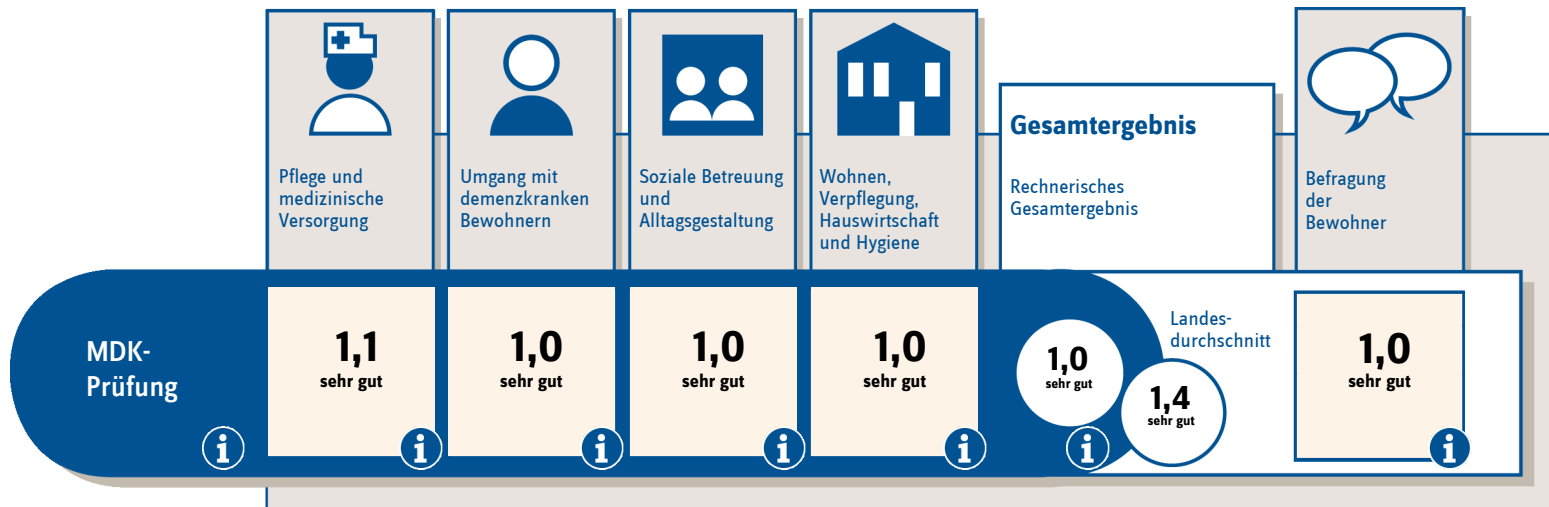 Pflege und
medizinische
Versorgung
Umgang mit
demenzkranken
Bewohnern
Soziale Betreuung
und
Alltagsgestaltung
Wohnen,
Verpflegung,
Hauswirtschaft
und Hygiene
Gesamtergebnis
Rechnerisches
Gesamtergebnis
Befragung
der
Bewohner
MDK-
Prüfung
i
1,1
sehr gut
i
1,0
sehr gut
i
1,0
sehr gut
i
1,0
sehr gut
i
1,0
sehr gut
i
Landes-
durchschnitt
1,4
sehr gut
1,0
sehr gut
i